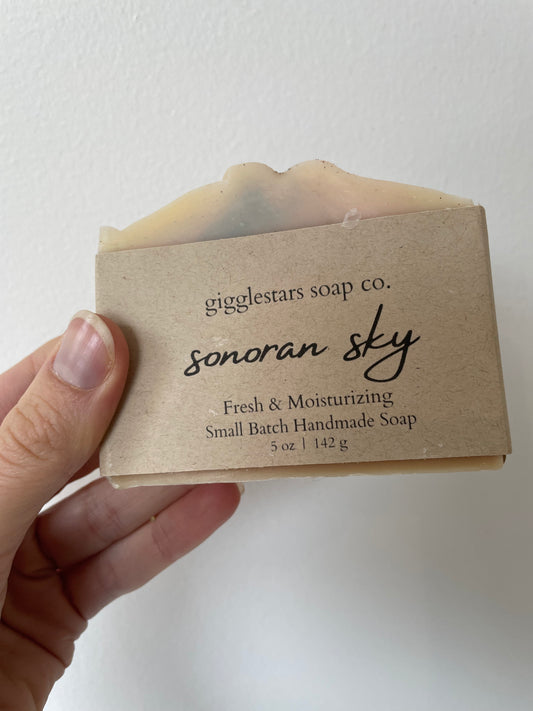 gigglestars soap co.
sonoran sky
Fresh & Moisturizing
Small Batch Handmade Soap
5 oz | 142 g